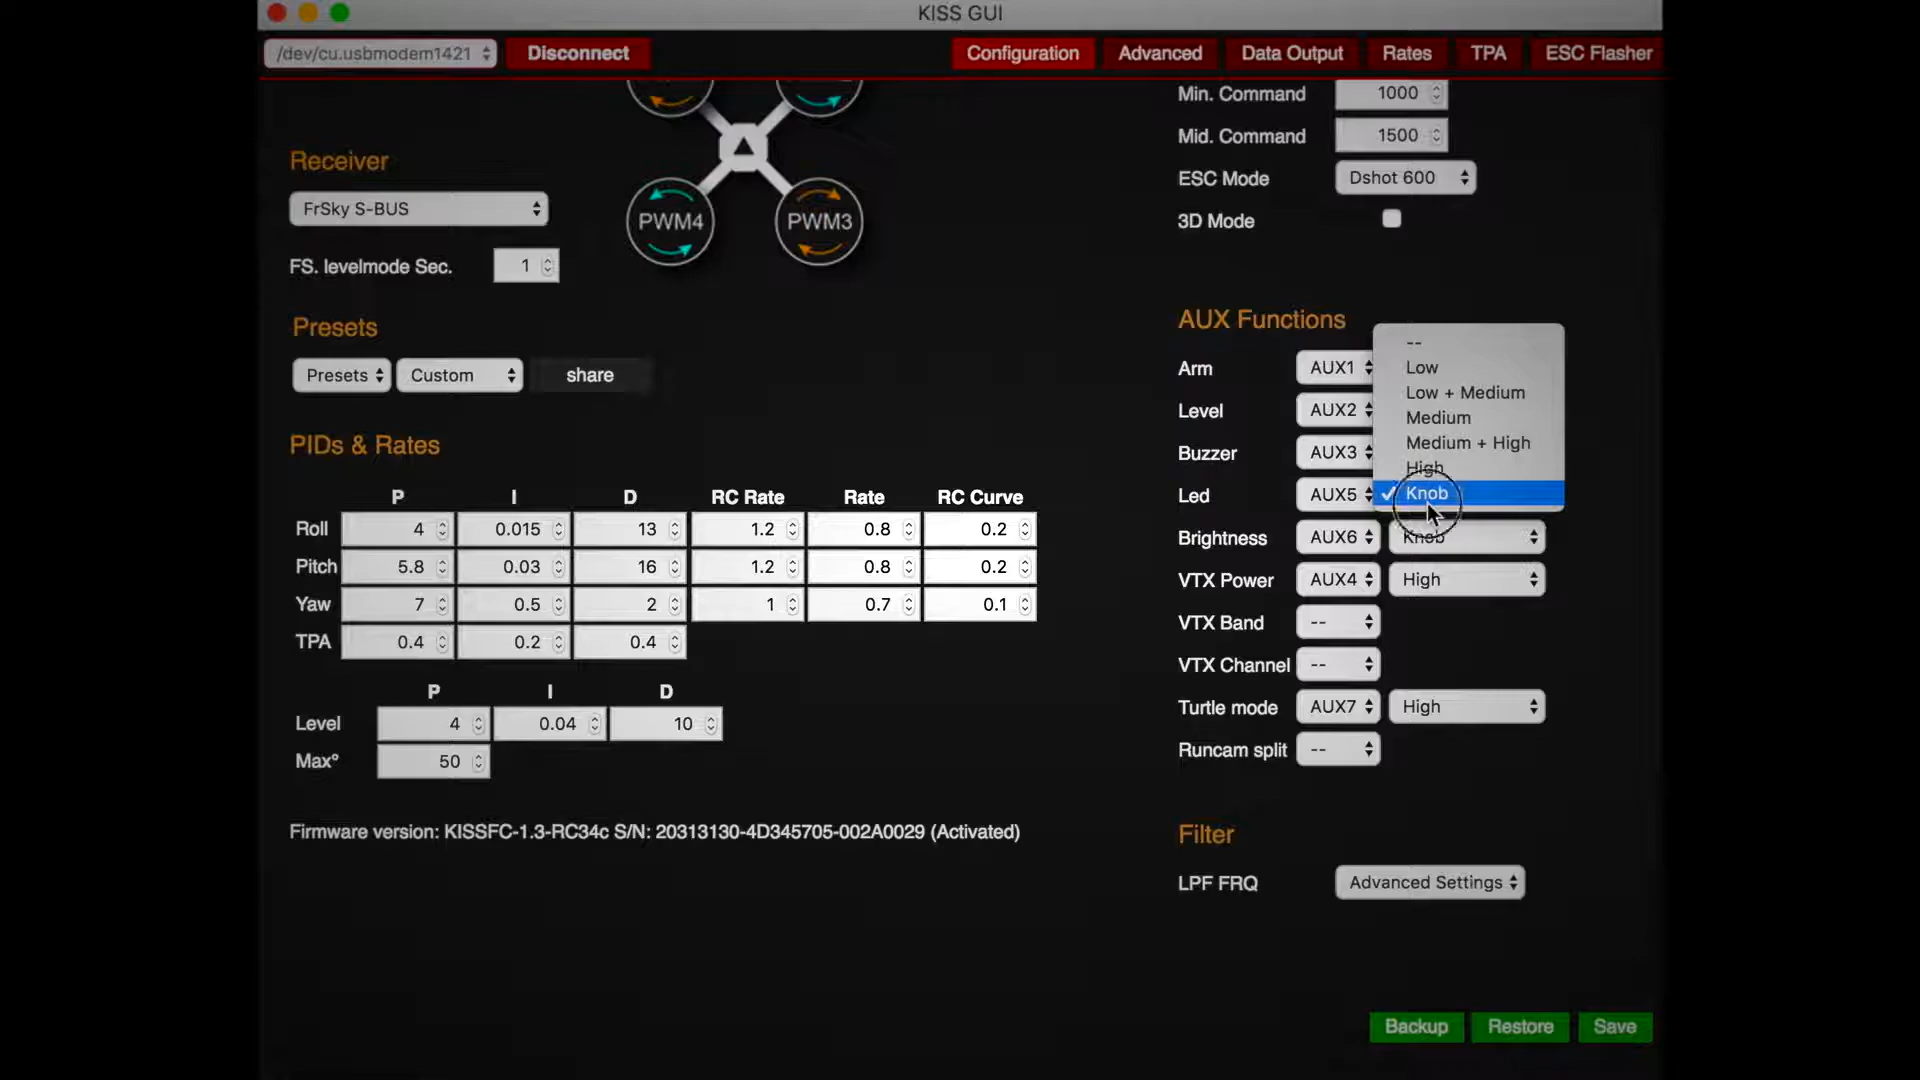 KISS GUI
/dev/cu.usbmodem1421
Disconnect
Configuration
Advanced
Data Output
Rates
TPA
ESC Flasher
Receiver
FrSky S-BUS
FS. levelmode Sec. 1
PWM4
PWM3
Presets
Presets Custom share
PIDs & Rates
P I D RC Rate Rate RC Curve
Roll 4 0.015 13 1.2 0.8 0.2
Pitch 5.8 0.03 16 1.2 0.8 0.2
Yaw 7 0.5 2 1 0.7 0.1
TPA 0.4 0.2 0.4
P I D
Level 4 0.04 10
Max° 50
Firmware version: KISSFC-1.3-RC34c S/N: 20313130-4D345705-002A0029 (Activated)
Min. Command 1000
Mid. Command 1500
ESC Mode Dshot 600
3D Mode
AUX Functions
Arm AUX1
Level AUX2
Buzzer AUX3
Led AUX5
--
Low
Low + Medium
Medium
Medium + High
High
✓ Knob
Brightness AUX6 Knob
VTX Power AUX4 High
VTX Band --
VTX Channel --
Turtle mode AUX7 High
Runcam split --
Filter
LPF FRQ Advanced Settings
Backup Restore Save